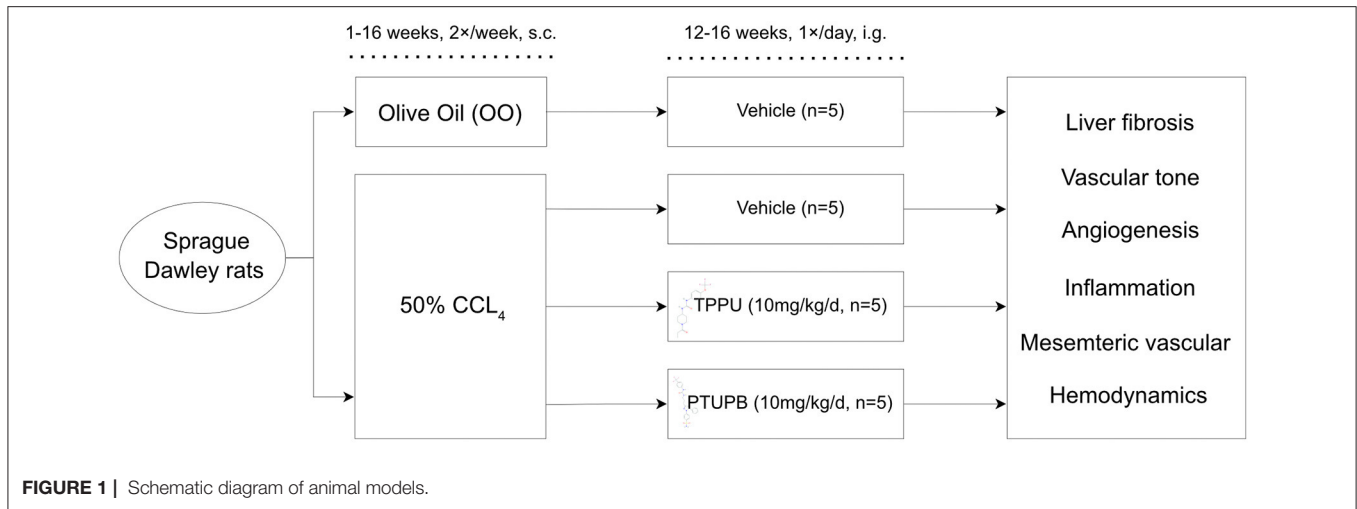 1-16 weeks, 2×/week, s.c.
12-16 weeks, 1×/day, i.g.
Olive Oil (OO)
Vehicle (n=5)
Sprague
Dawley rats
50% CCL₄
Vehicle (n=5)
TPPU (10mg/kg/d, n=5)
PTUPB (10mg/kg/d, n=5)
Liver fibrosis
Vascular tone
Angiogenesis
Inflammation
Mesemteric vascular
Hemodynamics
FIGURE 1 | Schematic diagram of animal models.